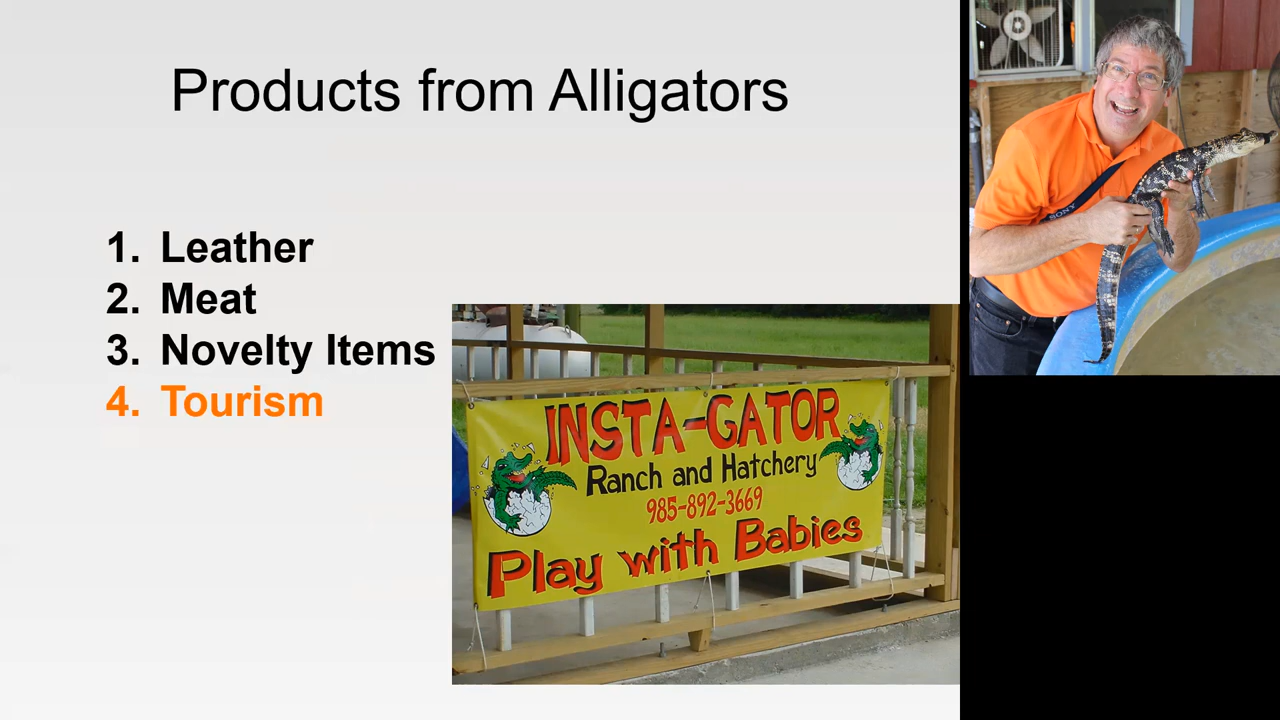 Products from Alligators
1. Leather
2. Meat
3. Novelty Items
4. Tourism
INSTA-GATOR
Ranch and Hatchery
985-892-3669
Play with Babies
SONY